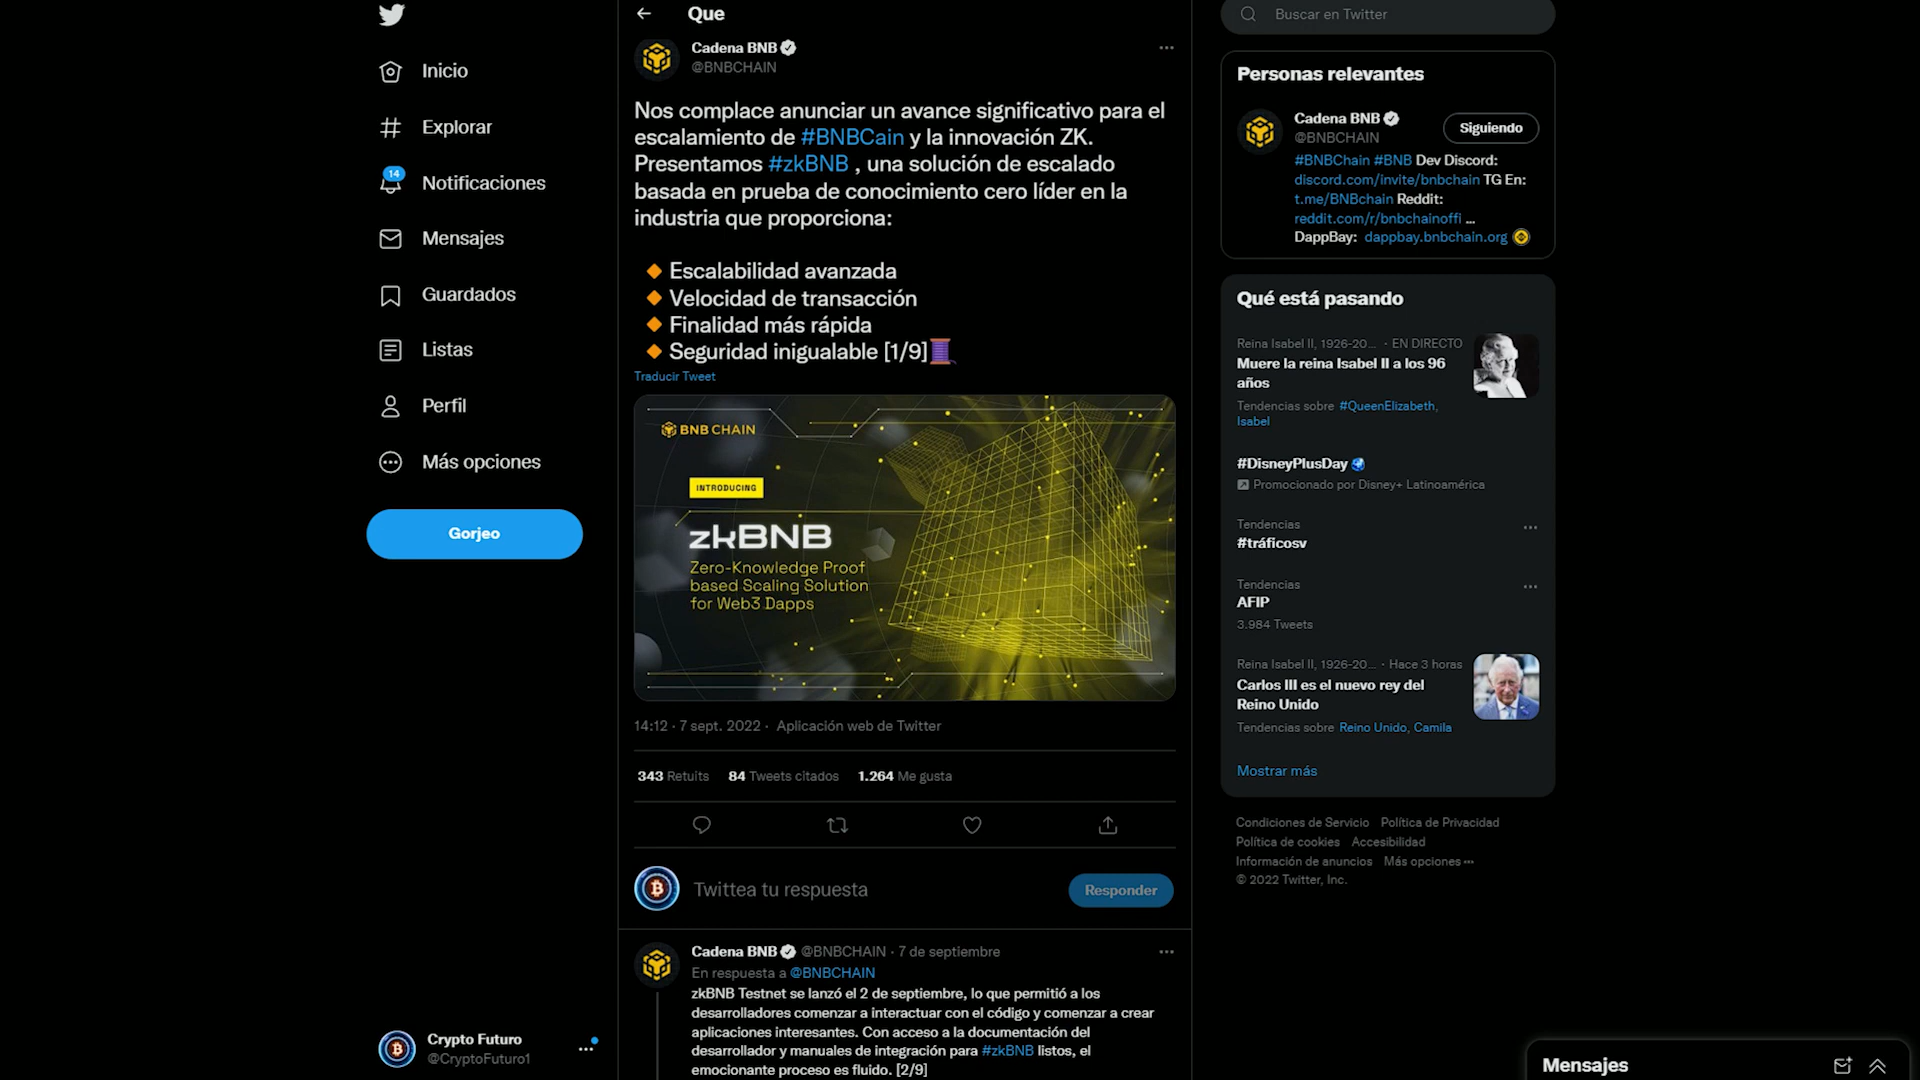 Inicio
Explorar
14
Notificaciones
Mensajes
Guardados
Listas
Perfil
Más opciones
Gorjeo
Crypto Futuro
@CryptoFuturo1
Que
Cadena BNB
@BNBCHAIN
Nos complace anunciar un avance significativo para el
escalamiento de #BNBCain y la innovación ZK.
Presentamos #zkBNB , una solución de escalado
basada en prueba de conocimiento cero líder en la
industria que proporciona:
Escalabilidad avanzada
Velocidad de transacción
Finalidad más rápida
Seguridad inigualable [1/9]
Traducir Tweet
BNB CHAIN
INTRODUCING
zkBNB
Zero-Knowledge Proof
based Scaling Solution
for Web3 Dapps
14:12 · 7 sept. 2022 · Aplicación web de Twitter
343 Retuits 84 Tweets citados 1.264 Me gusta
Twittea tu respuesta
Responder
Cadena BNB @BNBCHAIN · 7 de septiembre
En respuesta a @BNBCHAIN
zkBNB Testnet se lanzó el 2 de septiembre, lo que permitió a los
desarrolladores comenzar a interactuar con el código y comenzar a crear
aplicaciones interesantes. Con acceso a la documentación del
desarrollador y manuales de integración para #zkBNB listos, el
emocionante proceso es fluido. [2/9]
Buscar en Twitter
Personas relevantes
Cadena BNB
@BNBCHAIN
Siguiendo
#BNBChain #BNB Dev Discord:
discord.com/invite/bnbchain TG En:
t.me/BNBchain Reddit:
reddit.com/r/bnbchainoffi ...
DappBay: dappbay.bnbchain.org
Qué está pasando
Reina Isabel II, 1926-20... · EN DIRECTO
Muere la reina Isabel II a los 96
años
Tendencias sobre #QueenElizabeth,
Isabel
#DisneyPlusDay
Promocionado por Disney+ Latinoamérica
Tendencias
#tráficosv
Tendencias
AFIP
3.984 Tweets
Reina Isabel II, 1926-20... · Hace 3 horas
Carlos III es el nuevo rey del
Reino Unido
Tendencias sobre Reino Unido, Camila
Mostrar más
Condiciones de Servicio Política de Privacidad
Política de cookies Accesibilidad
Información de anuncios Más opciones ···
© 2022 Twitter, Inc.
Mensajes